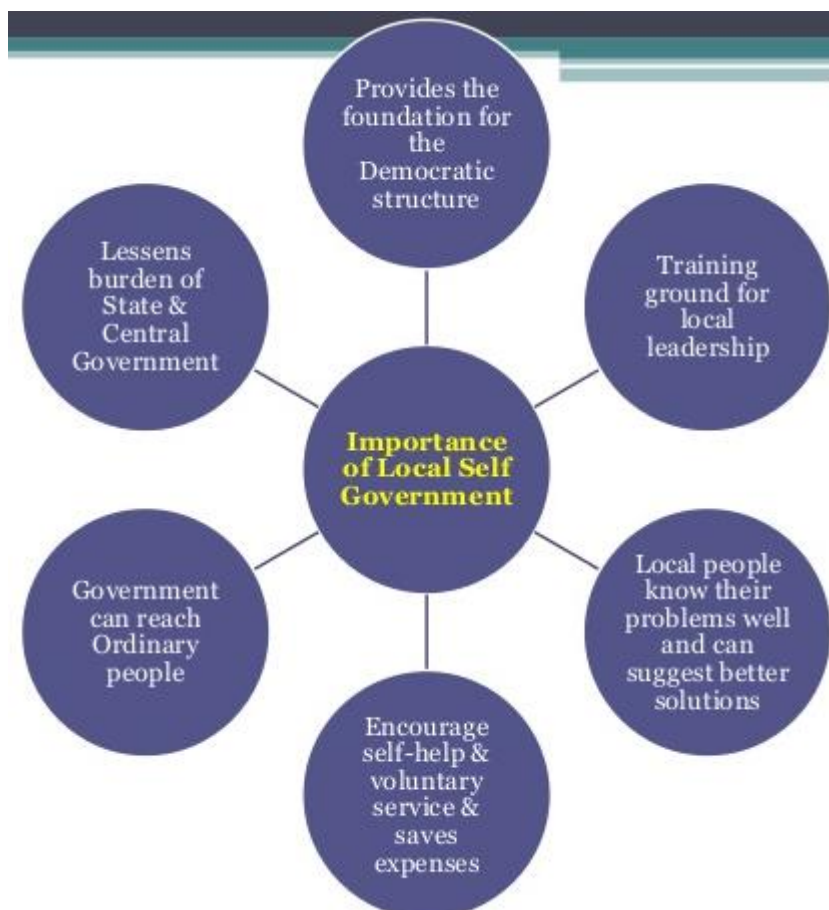 Provides the
foundation for
the
Democratic
structure
Training
ground for
local
leadership
Local people
know their
problems well
and can
suggest better
solutions
Encourage
self-help &
voluntary
service &
saves
expenses
Government
can reach
Ordinary
people
Lessens
burden of
State &
Central
Government
Importance
of Local Self
Government